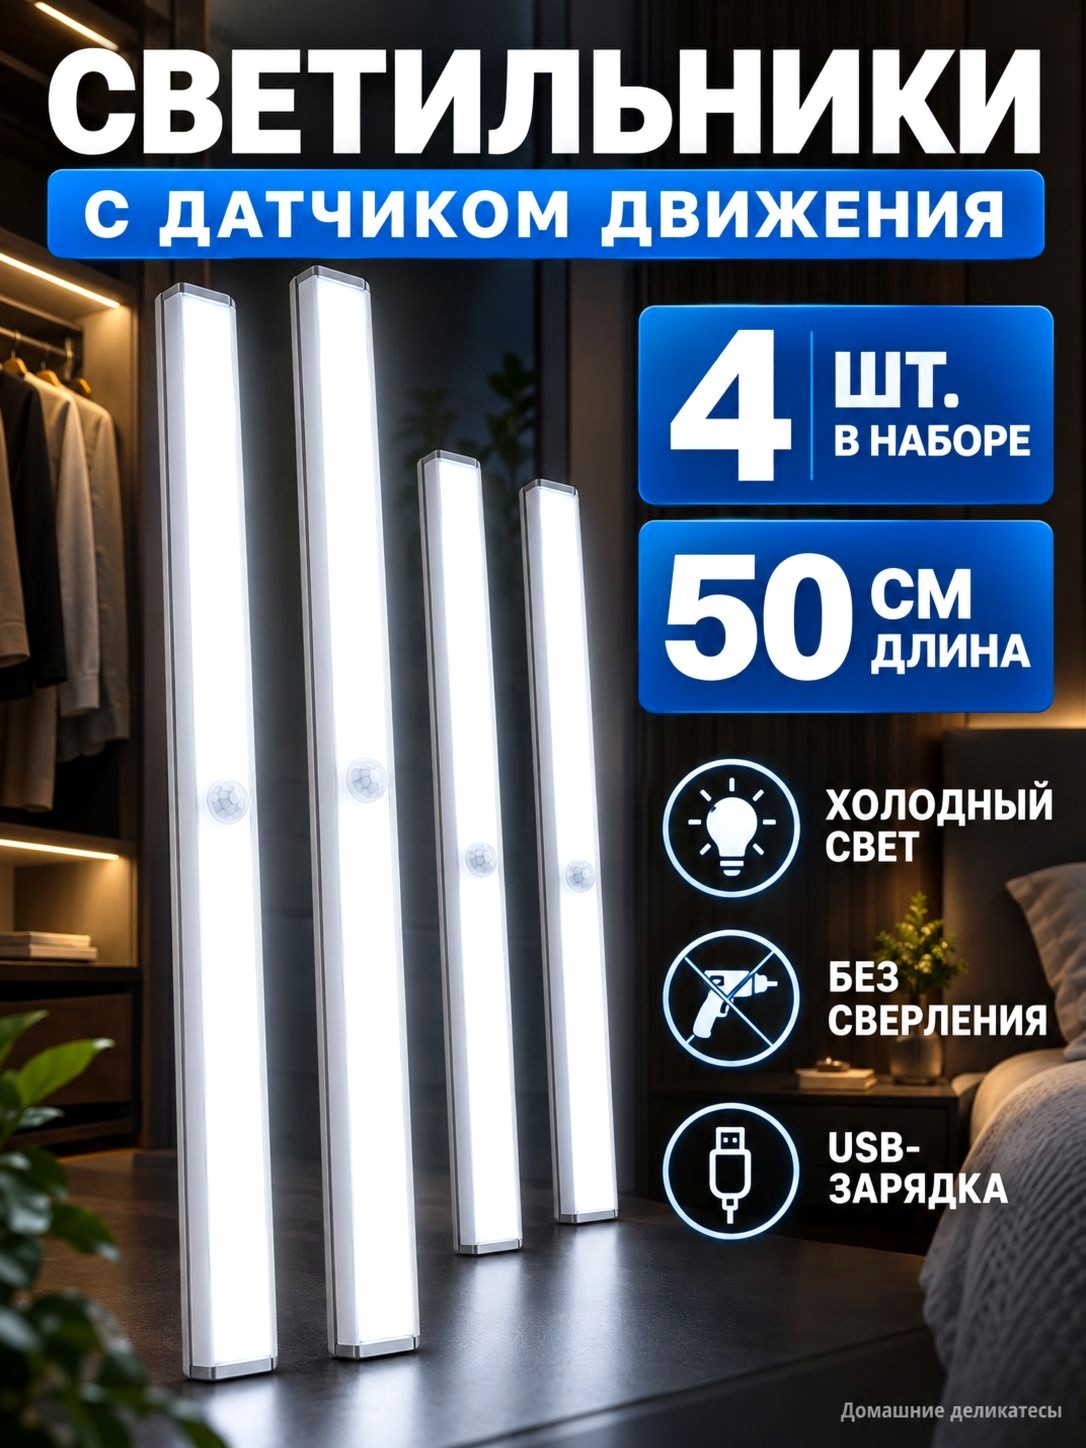 СВЕТИЛЬНИКИ
С ДАТЧИКОМ ДВИЖЕНИЯ
4 ШТ.
В НАБОРЕ
50 СМ
ДЛИНА
ХОЛОДНЫЙ
СВЕТ
БЕЗ
СВЕРЛЕНИЯ
USB-
ЗАРЯДКА
Домашние деликатесы